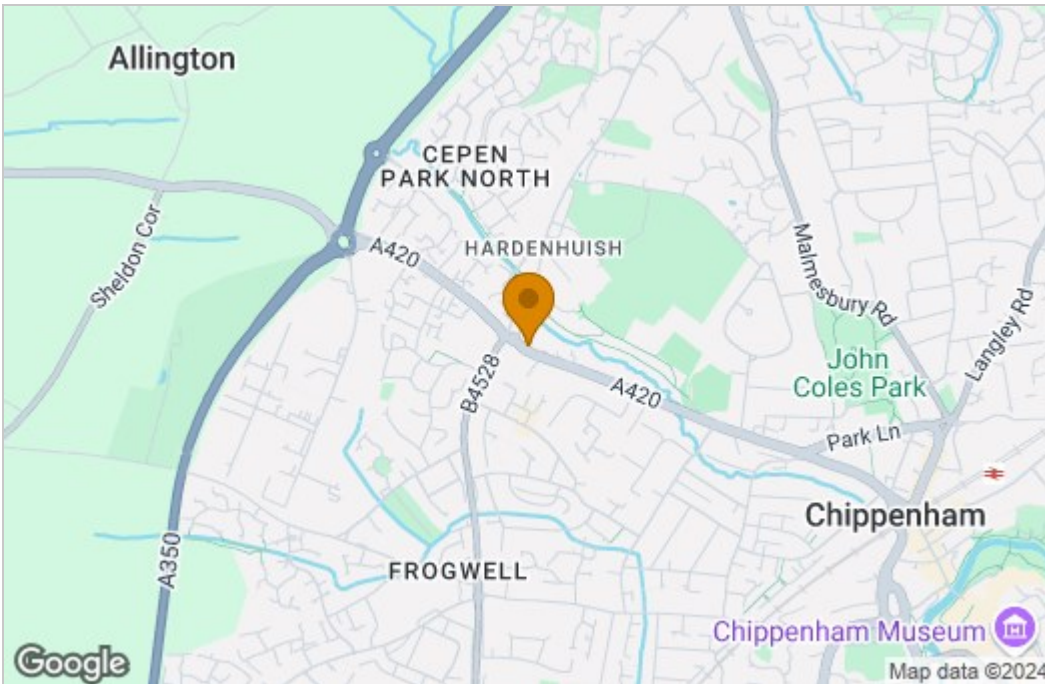 Allington
CEPEN
PARK NORTH
HARDENHUISH
A420
Sheldon Cor
Malmesbury Rd
Langley Rd
John
Coles Park
B4528
A420
Park Ln
Chippenham
A350
FROGWELL
Chippenham Museum
Google
Map data ©2024